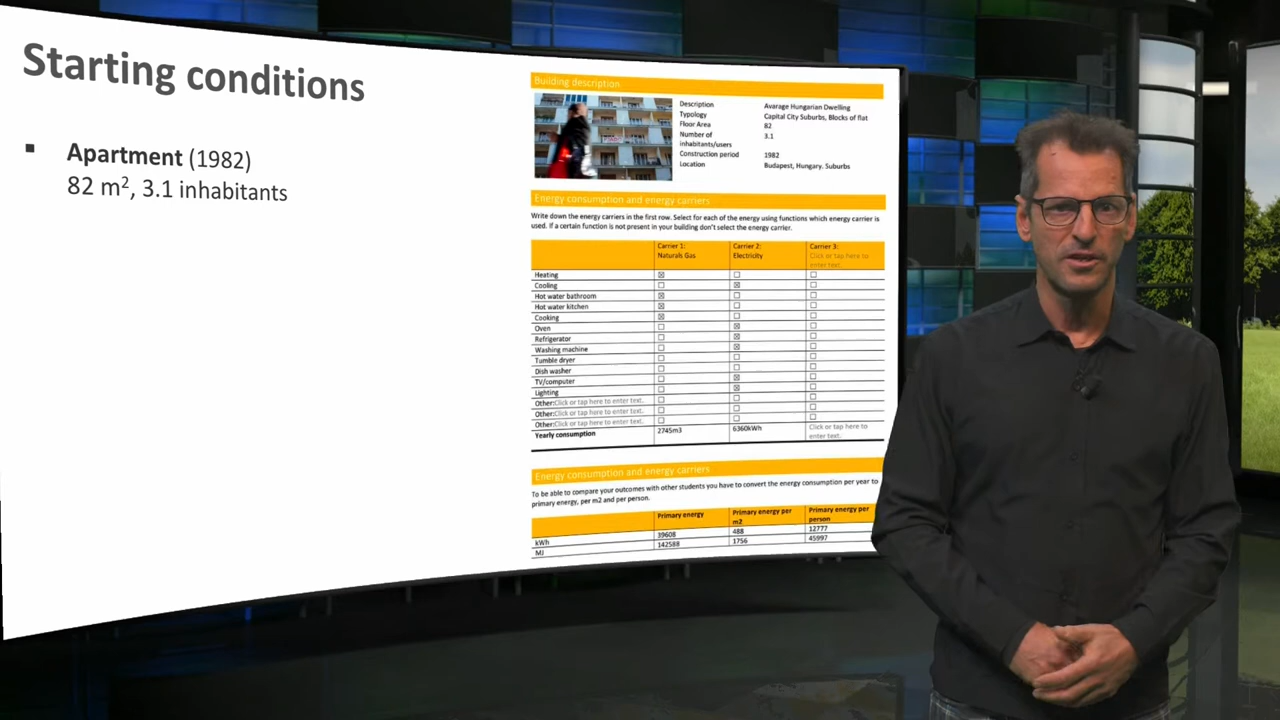 Starting conditions
▪ Apartment (1982)
82 m², 3.1 inhabitants
Building description
Description Avarage Hungarian Dwelling
Typology Capital City Suburbs, Blocks of flat
Floor Area 82
Number of inhabitants/users 3.1
Construction period 1982
Location Budapest, Hungary. Suburbs
Energy consumption and energy carriers
Write down the energy carriers in the first row. Select for each of the energy using functions which energy carrier is
used. If a certain function is not present in your building don't select the energy carrier.
Carrier 1: Carrier 2: Carrier 3:
Naturals Gas Electricity Click or tap here to
enter text.
Heating ☒ ☐ ☐
Cooling ☐ ☒ ☐
Hot water bathroom ☒ ☐ ☐
Hot water kitchen ☒ ☐ ☐
Cooking ☒ ☐ ☐
Oven ☐ ☒ ☐
Refrigerator ☐ ☒ ☐
Washing machine ☐ ☒ ☐
Tumble dryer ☐ ☐ ☐
Dish washer ☐ ☐ ☐
TV/computer ☐ ☒ ☐
Lighting ☐ ☒ ☐
Other:Click or tap here to enter text. ☐ ☐ ☐
Other:Click or tap here to enter text. ☐ ☐ ☐
Other:Click or tap here to enter text. ☐ ☐ ☐
Yearly consumption 2745m3 6360kWh Click or tap here to
enter text.
Energy consumption and energy carriers
To be able to compare your outcomes with other students you have to convert the energy consumption per year to
primary energy, per m2 and per person.
Primary energy Primary energy per m2 Primary energy per person
kWh 39608 488 12777
MJ 142588 1756 45997